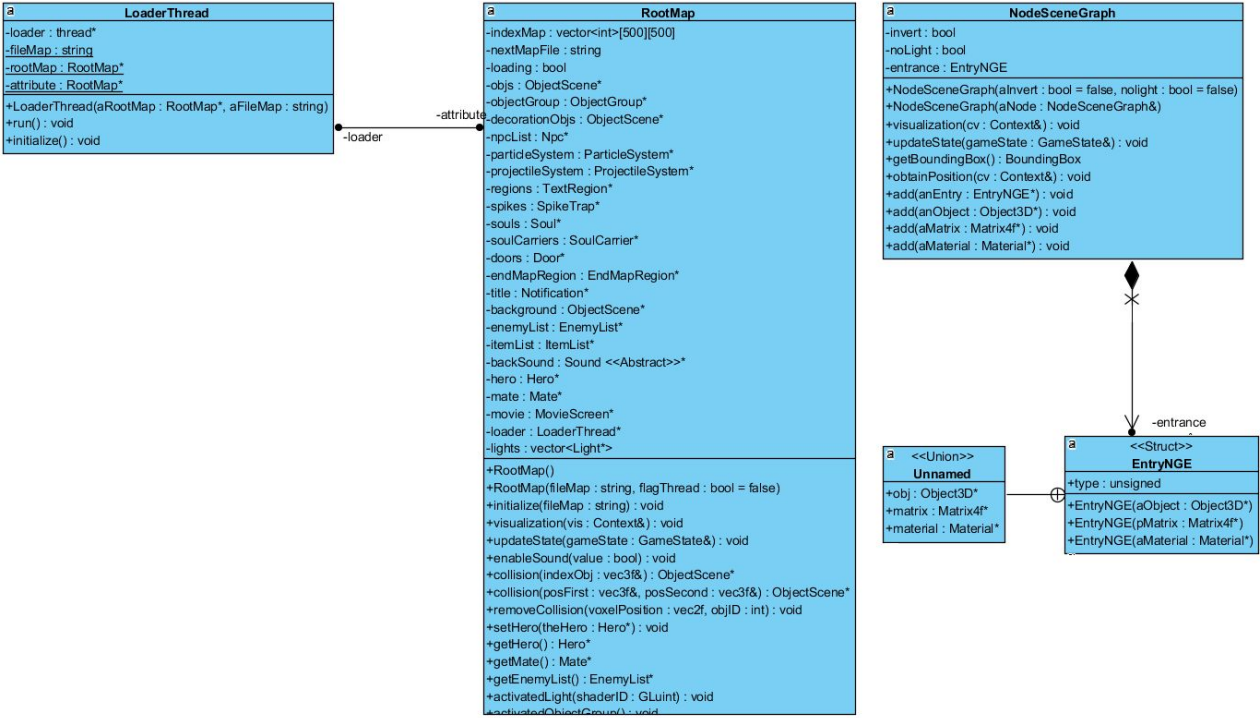 a
LoaderThread
-loader : thread*
-fileMap : string
-rootMap : RootMap*
-attribute : RootMap*
+LoaderThread(aRootMap : RootMap*, aFileMap : string)
+run() : void
+initialize() : void
-loader
-attribute
a
RootMap
-indexMap : vector<int>[500][500]
-nextMapFile : string
-loading : bool
-objs : ObjectScene*
-objectGroup : ObjectGroup*
-decorationObjs : ObjectScene*
-npcList : Npc*
-particleSystem : ParticleSystem*
-projectileSystem : ProjectileSystem*
-regions : TextRegion*
-spikes : SpikeTrap*
-souls : Soul*
-soulCarriers : SoulCarrier*
-doors : Door*
-endMapRegion : EndMapRegion*
-title : Notification*
-background : ObjectScene*
-enemyList : EnemyList*
-itemList : ItemList*
-backSound : Sound <<Abstract>>*
-hero : Hero*
-mate : Mate*
-movie : MovieScreen*
-loader : LoaderThread*
-lights : vector<Light*>
+RootMap()
+RootMap(fileMap : string, flagThread : bool = false)
+initialize(fileMap : string) : void
+visualization(vis : Context&) : void
+updateState(gameState : GameState&) : void
+enableSound(value : bool) : void
+collision(indexObj : vec3f&) : ObjectScene*
+collision(posFirst : vec3f&, posSecond : vec3f&) : ObjectScene*
+removeCollision(voxelPosition : vec2f, objID : int) : void
+setHero(theHero : Hero*) : void
+getHero() : Hero*
+getMate() : Mate*
+getEnemyList() : EnemyList*
+activatedLight(shaderID : GLuint) : void
+activatedObjectGroup() : void
a
NodeSceneGraph
-invert : bool
-noLight : bool
-entrance : EntryNGE
+NodeSceneGraph(aInvert : bool = false, nolight : bool = false)
+NodeSceneGraph(aNode : NodeSceneGraph&)
+visualization(cv : Context&) : void
+updateState(gameState : GameState&) : void
+getBoundingBox() : BoundingBox
+obtainPosition(cv : Context&) : void
+add(anEntry : EntryNGE*) : void
+add(anObject : Object3D*) : void
+add(aMatrix : Matrix4f*) : void
+add(aMaterial : Material*) : void
-entrance
a
<<Union>>
Unnamed
+obj : Object3D*
+matrix : Matrix4f*
+material : Material*
a
<<Struct>>
EntryNGE
+type : unsigned
+EntryNGE(aObject : Object3D*)
+EntryNGE(pMatrix : Matrix4f*)
+EntryNGE(aMaterial : Material*)